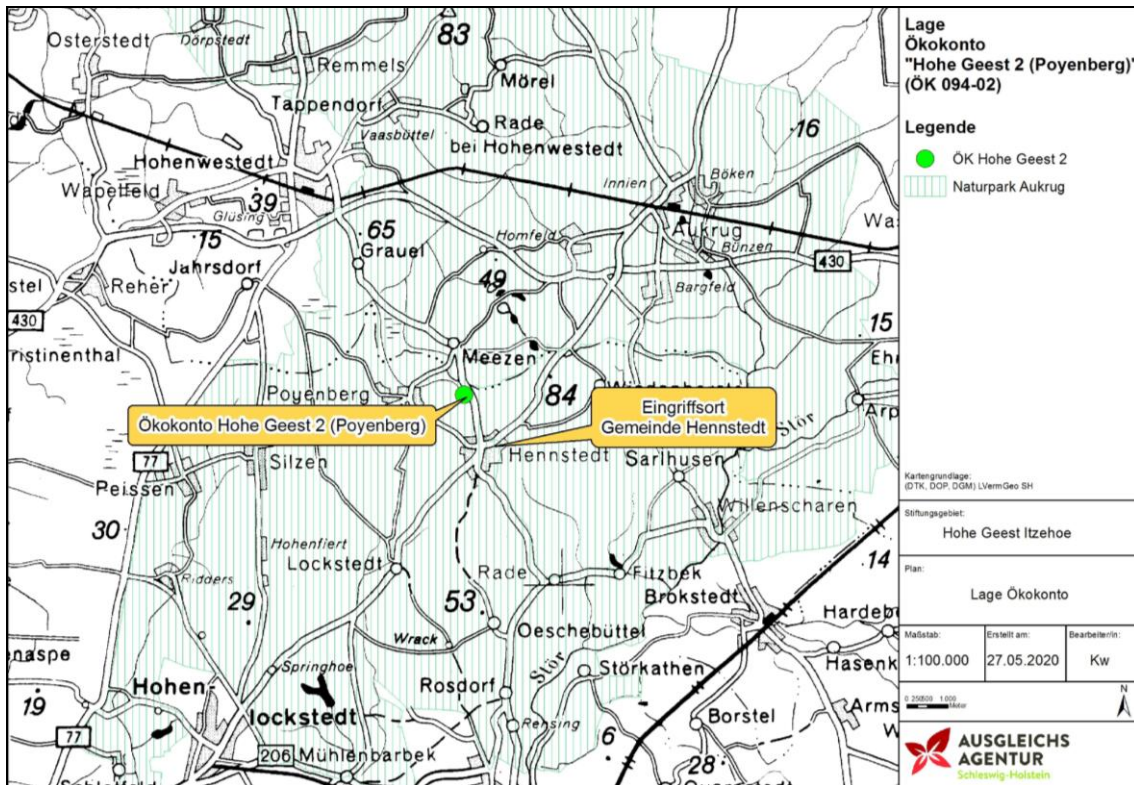 83
Osterstedt
Dörpstedt
Remmels
Mörel
Tappendorf
Rade
bei Hohenwestedt
Vaasbüttel
16
Hohenwestedt
Innien
Böken
Wapelfeld
39
Glüsing
Aukrug
Bünzen
15
65
Homfeld
430
Grauel
Jahrsdorf
49
Bargfeld
Reher
430
15
Meezen
Poyenberg
84
Ökokonto Hohe Geest 2 (Poyenberg)
Eingriffsort
Gemeinde Hennstedt
Stör
77
Silzen
Hennstedt
Sarlhusen
Peissen
Willenscharen
30
Hohenfiert
Lockstedt
Rade
Fitzbek
14
Ridders
29
53
Brokstedt
Oeschebüttel
Wrack
Springhoe
Stör
Störkathen
Hohen-
lockstedt
Rosdorf
19
Rensing
Borstel
77
206
Mühlenbarbek
6
28
Lage
Ökokonto
"Hohe Geest 2 (Poyenberg)"
(ÖK 094-02)
Legende
ÖK Hohe Geest 2
Naturpark Aukrug
Kartengrundlage:
(DTK, DOP, DGM) LVermGeo SH
Stiftungsgebiet:
Hohe Geest Itzehoe
Plan:
Lage Ökokonto
Maßstab:
Erstellt am:
Bearbeiter/in:
1:100.000
27.05.2020
Kw
1.000
Meter
N
AUSGLEICHS
AGENTUR
Schleswig-Holstein